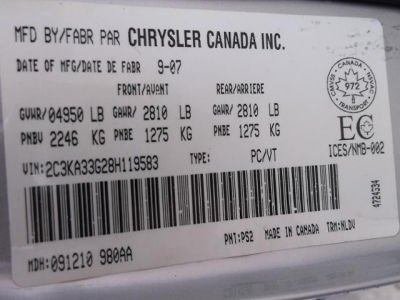 MFD BY/FABR PAR CHRYSLER CANADA INC.
DATE OF MFG/DATE DE FABR 9-07
FRONT/AVANT REAR/ARRIERE
GVWR/04950 LB GAWR/ 2810 LB GAWR/ 2810 LB
PNBV 2246 KG PNBE 1275 KG PNBE 1275 KG
VIN: 2C3KA33G28H119583 TYPE: PC/VT
CANADA
972
TRANSPORT
EC
ICES/NMB-002
4724534
MDH: 091210 980AA PNT: PS2 MADE IN CANADA TRM: NLDV